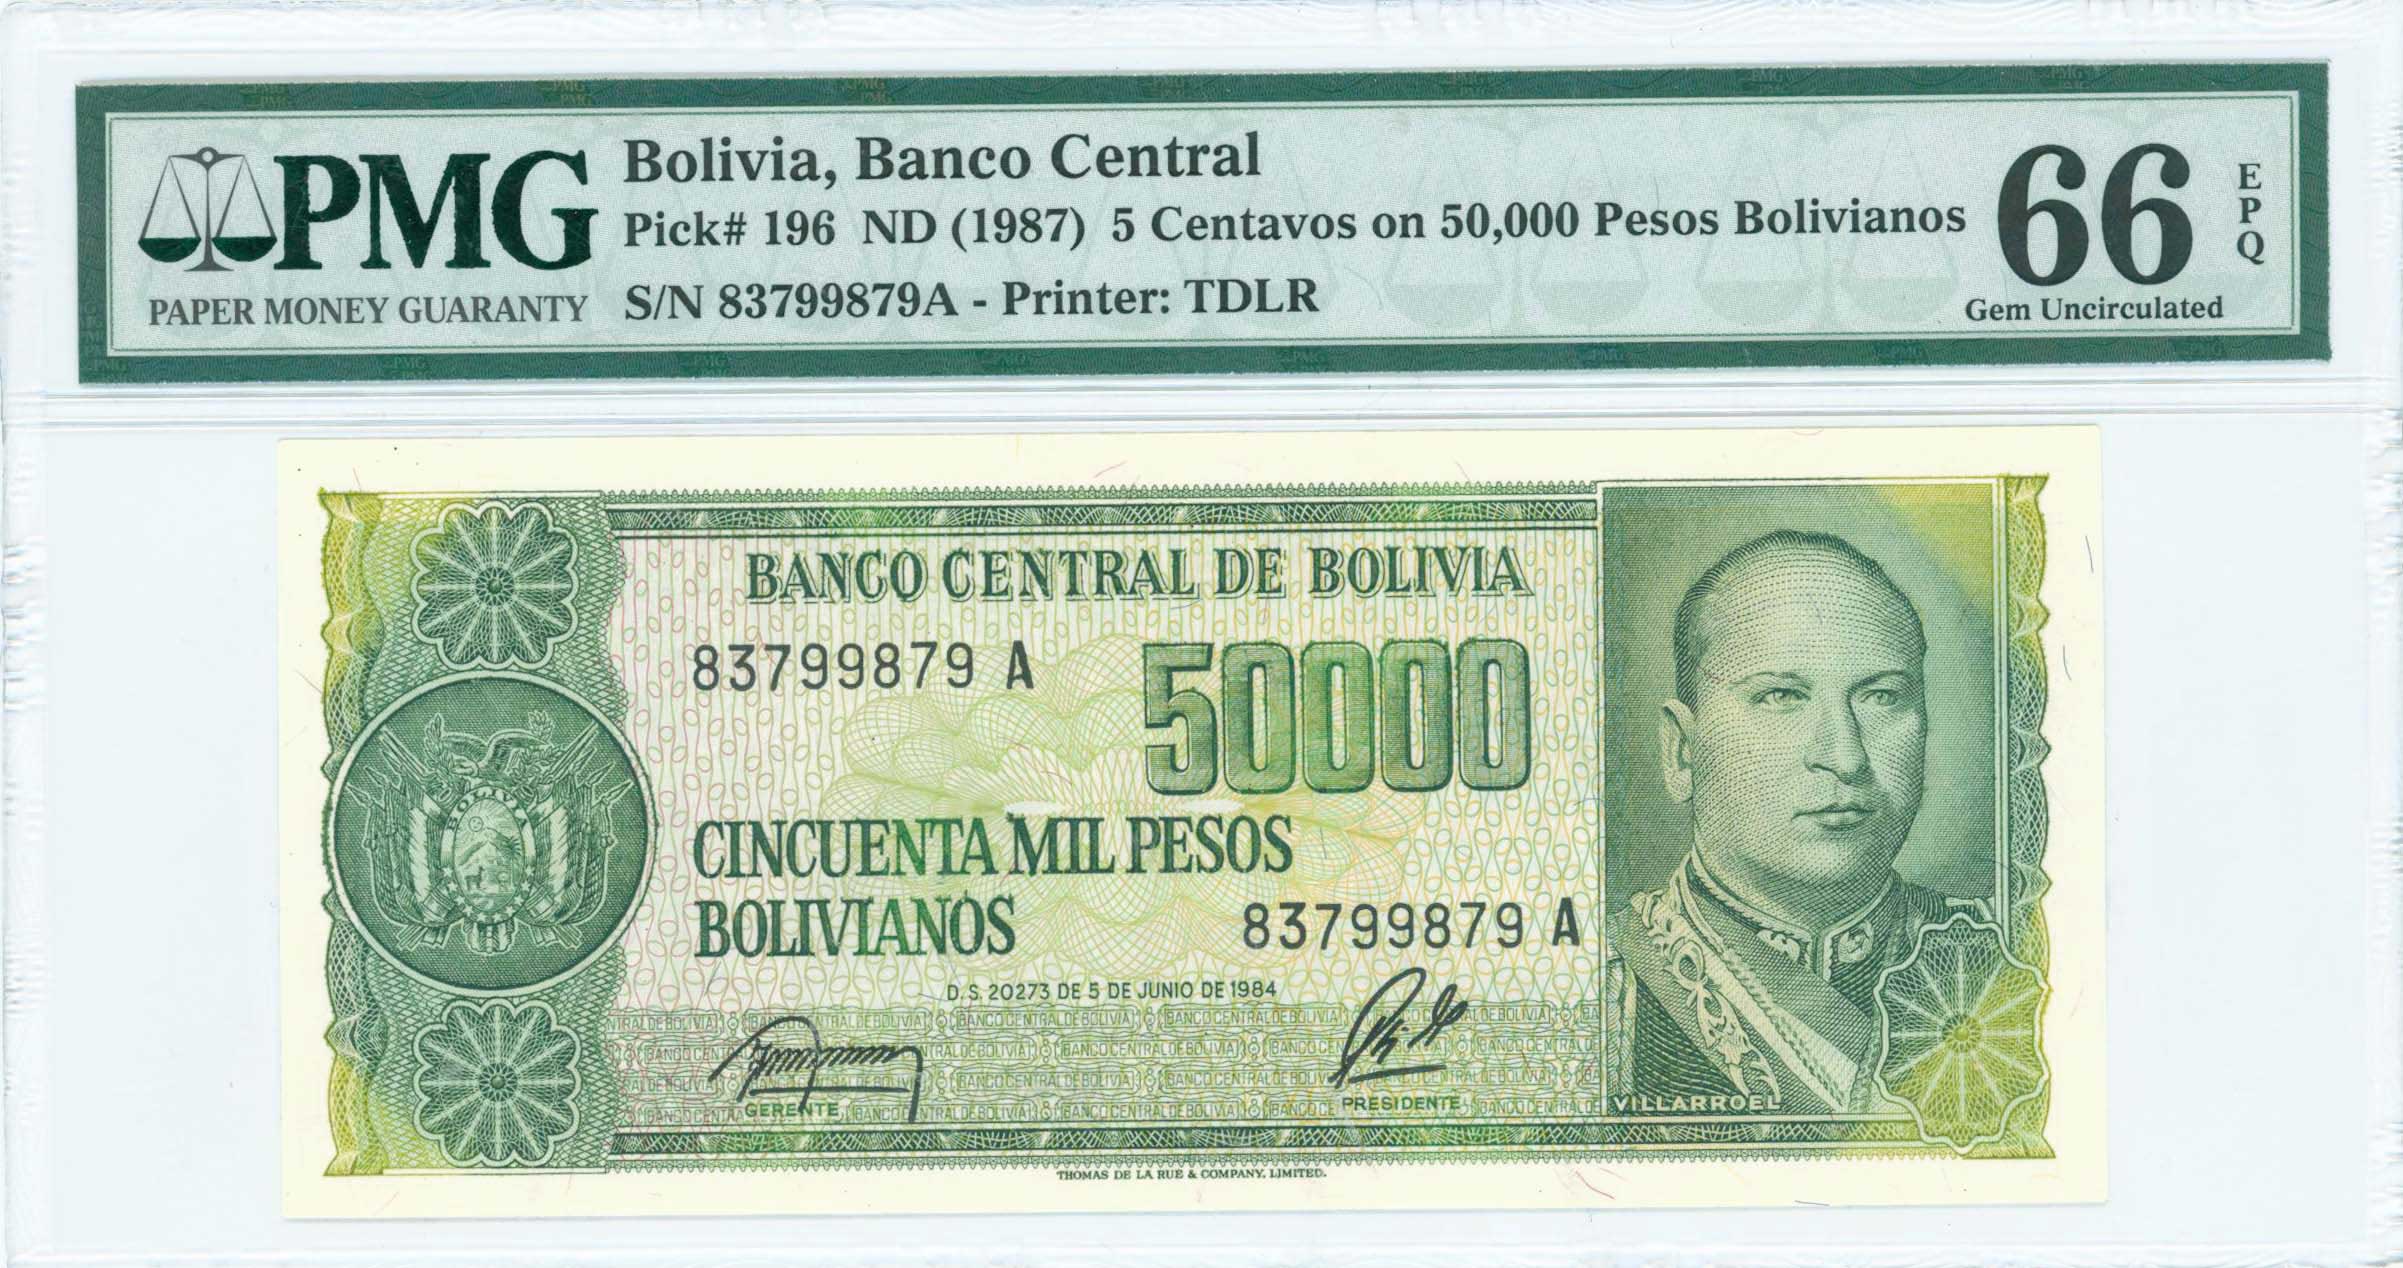 PMG
PAPER MONEY GUARANTY
Bolivia, Banco Central
Pick# 196 ND (1987) 5 Centavos on 50,000 Pesos Bolivianos
S/N 83799879A - Printer: TDLR
66
EPQ
Gem Uncirculated
BANCO CENTRAL DE BOLIVIA
83799879 A
50000
CINCUENTA MIL PESOS
BOLIVIANOS
83799879 A
D.S. 20273 DE 5 DE JUNIO DE 1984
BOLIVIA
GERENTE
PRESIDENTE
VILLARROEL
THOMAS DE LA RUE & COMPANY, LIMITED.